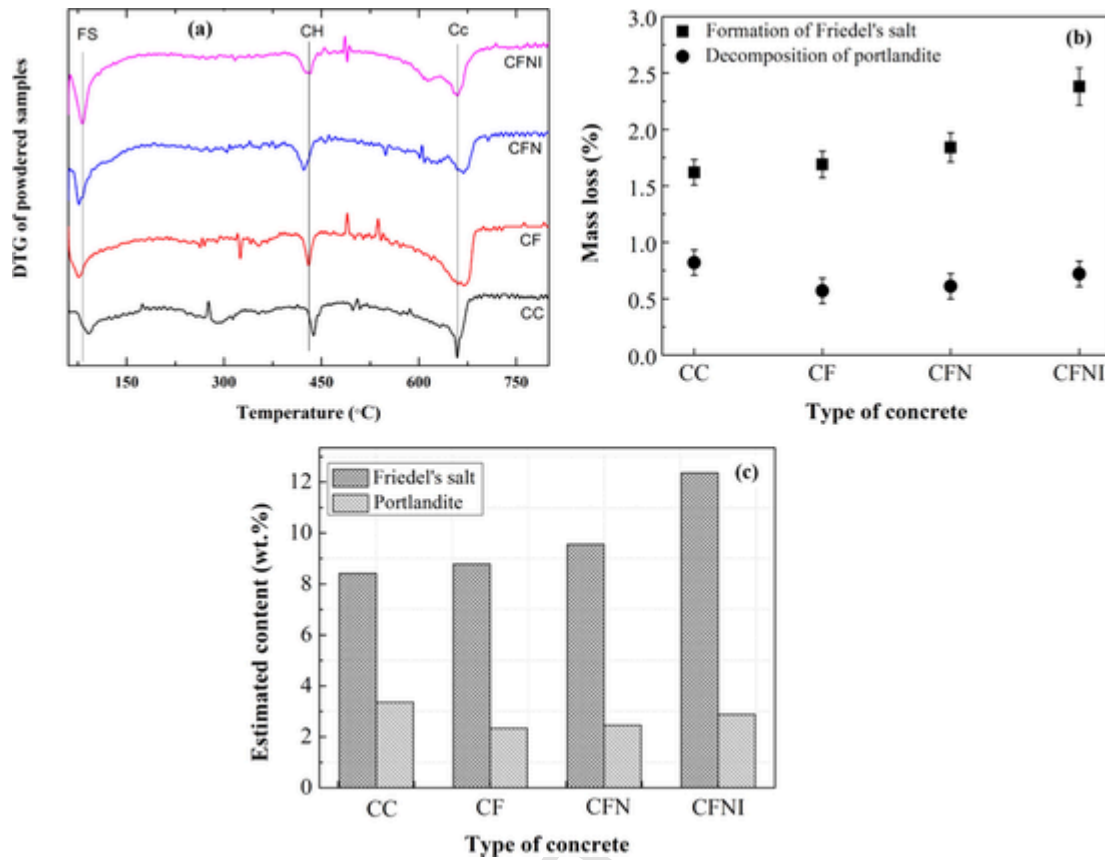 FS
(a)
CH
Cc
CFNI
CFN
CF
CC
DTG of powdered samples
150
300
450
600
750
Temperature (°C)
3.0
2.5
2.0
1.5
1.0
0.5
0.0
Mass loss (%)
Formation of Friedel's salt
Decomposition of portlandite
(b)
CC
CF
CFN
CFNI
Type of concrete
12
10
8
6
4
2
0
Estimated content (wt.%)
Friedel's salt
Portlandite
(c)
CC
CF
CFN
CFNI
Type of concrete